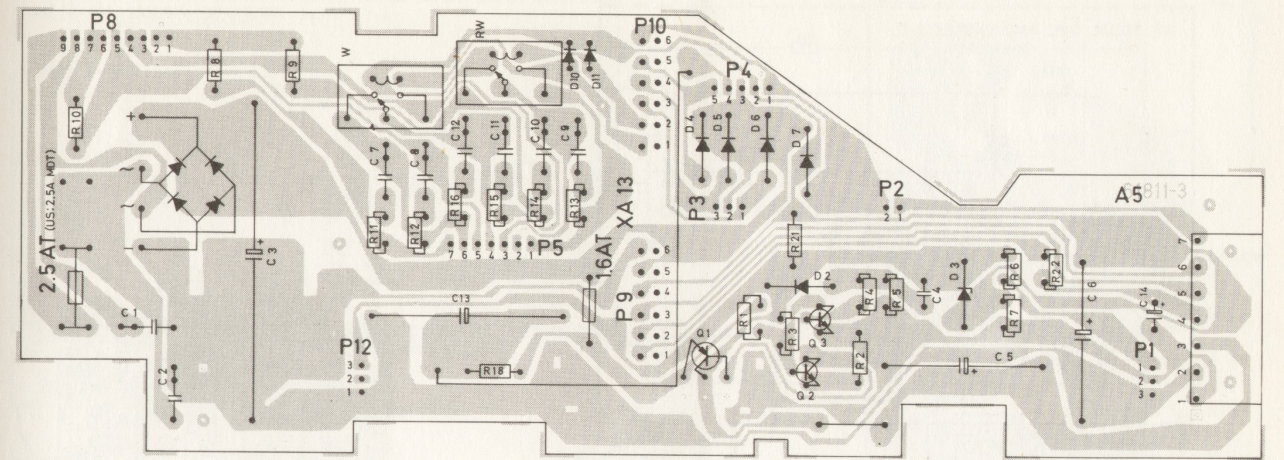 P8
9 8 7 6 5 4 3 2 1
R8
R9
W
RW
D10
D11
P10
6
5
4
3
2
1
P4
5 4 3 2 1
D4
D5
D6
D7
R10
+
~
~
–
2.5 AT (US: 2,5A MDT)
C3
C7
C8
C12
C11
C10
C9
R11
R12
R16
R15
R14
R13
7 6 5 4 3 2 1
P5
XA13
1.6AT
P3
3 2 1
P2
2 1
R21
A5
811-3
7
6
5
4
3
2
1
P9
6
5
4
3
2
1
C1
C2
C13
P12
3
2
1
R18
Q1
R1
D2
R3
Q3
Q2
R4
R5
R2
C4
D3
R6
R22
R7
C5
C6
C14
P1
1
2
3
+
+
+
+